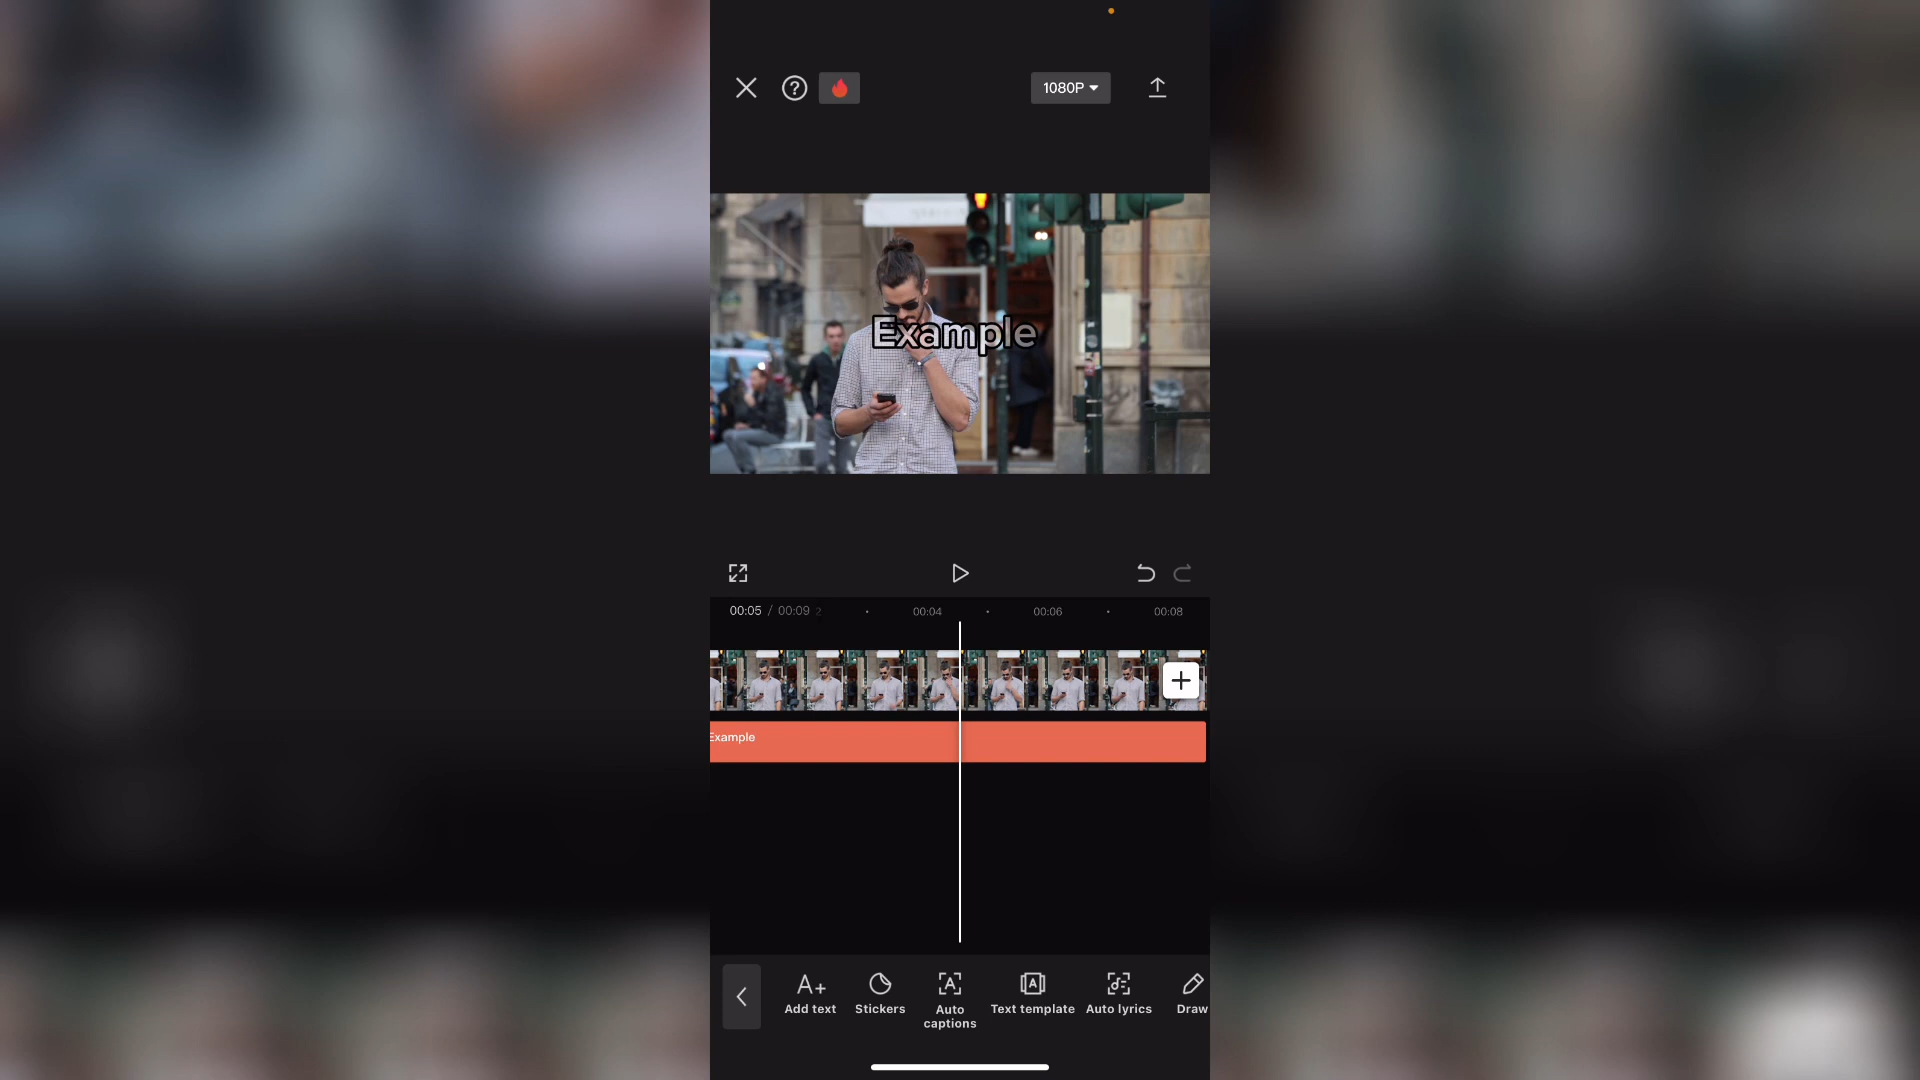 1080P
Example
00:05 / 00:09
00:04
00:06
00:08
Example
Add text
Stickers
Auto captions
Text template
Auto lyrics
Draw